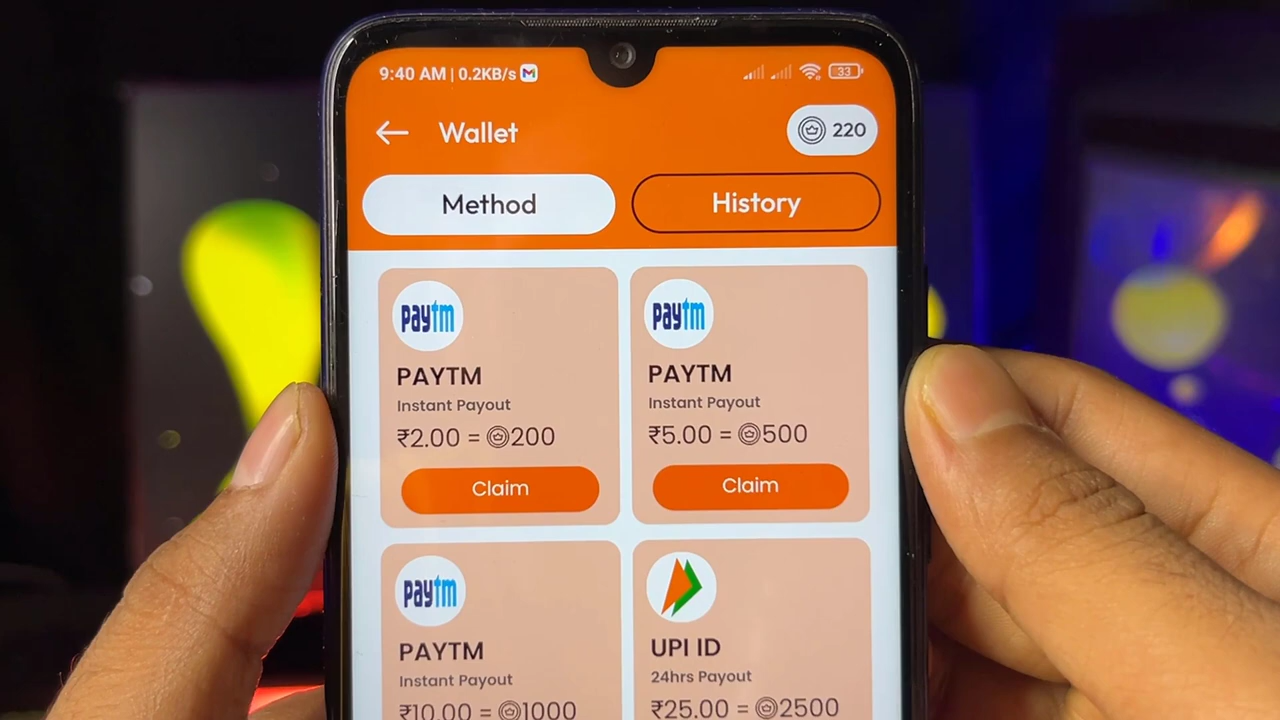 9:40 AM | 0.2KB/s
33
Wallet
220
Method
History
paytm
PAYTM
Instant Payout
₹2.00 = 200
Claim
paytm
PAYTM
Instant Payout
₹5.00 = 500
Claim
paytm
PAYTM
Instant Payout
₹10.00 = 1000
UPI ID
24hrs Payout
₹25.00 = 2500